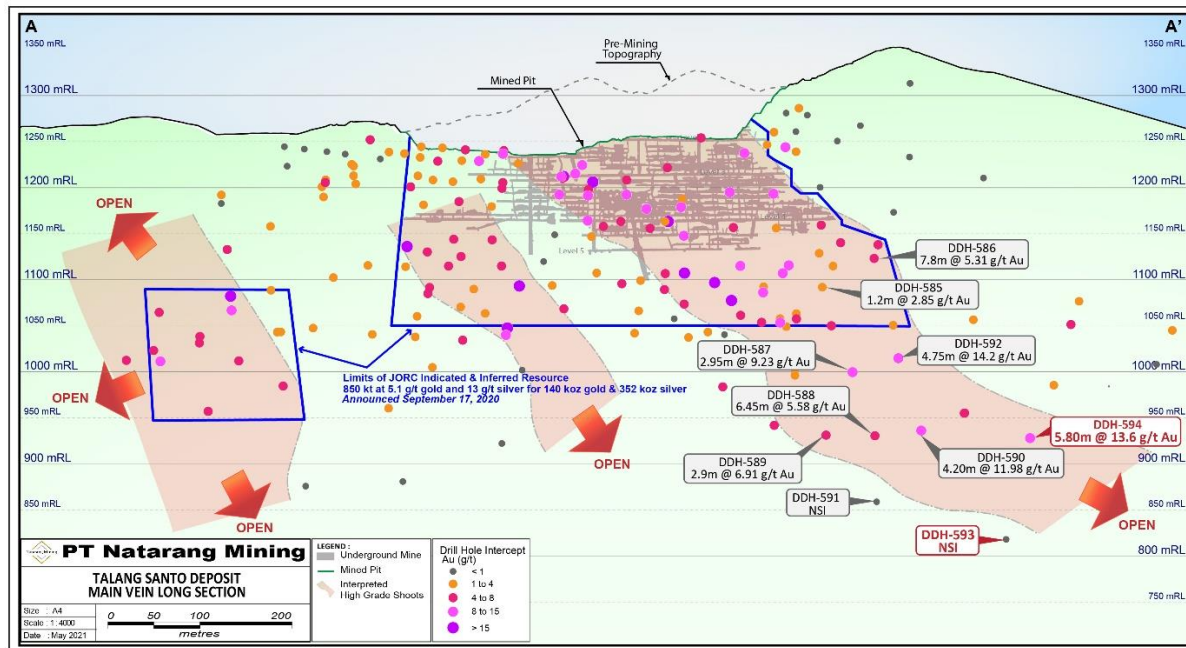 A
A'
1350 mRL
1350 mRL
Pre-Mining
Topography
Mined Pit
1300 mRL
1300 mRL
1250 mRL
1250 mRL
1200 mRL
1200 mRL
OPEN
1150 mRL
1150 mRL
Level 5
DDH-586
7.8m @ 5.31 g/t Au
1100 mRL
1100 mRL
DDH-585
1.2m @ 2.85 g/t Au
1050 mRL
1050 mRL
DDH-587
2.95m @ 9.23 g/t Au
DDH-592
4.75m @ 14.2 g/t Au
1000 mRL
1000 mRL
Limits of JORC Indicated & Inferred Resource
850 kt at 5.1 g/t gold and 13 g/t silver for 140 koz gold & 352 koz silver
Announced September 17, 2020
OPEN
DDH-588
6.45m @ 5.58 g/t Au
950 mRL
950 mRL
DDH-594
5.80m @ 13.6 g/t Au
DDH-589
2.9m @ 6.91 g/t Au
DDH-590
4.20m @ 11.98 g/t Au
900 mRL
900 mRL
OPEN
DDH-591
NSI
850 mRL
850 mRL
OPEN
OPEN
DDH-593
NSI
800 mRL
750 mRL
PT Natarang Mining
TALANG SANTO DEPOSIT
MAIN VEIN LONG SECTION
Size : A4
Scale : 1: 4000
Date : May 2021
0 50 100 200
metres
LEGEND :
Underground Mine
Minod Pit
Interpreted
High Grade Shoots
Drill Hole Intercept
Au (g/t)
< 1
1 to 4
4 to 8
8 to 15
> 15